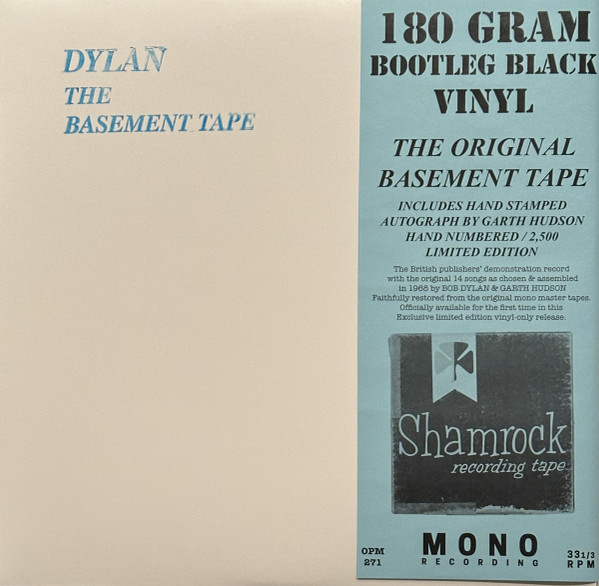 DYLAN
THE
BASEMENT TAPE
180 GRAM
BOOTLEG BLACK
VINYL
THE ORIGINAL
BASEMENT TAPE
INCLUDES HAND STAMPED
AUTOGRAPH BY GARTH HUDSON
HAND NUMBERED / 2,500
LIMITED EDITION
The British publishers' demonstration record
with the original 14 songs as chosen & assembled
in 1968 by BOB DYLAN & GARTH HUDSON
Faithfully restored from the original mono master tapes.
Officially available for the first time in this
Exclusive limited edition vinyl-only release.
Shamrock
recording tape
OPM
271
MONO
RECORDING
33 1/3
RPM